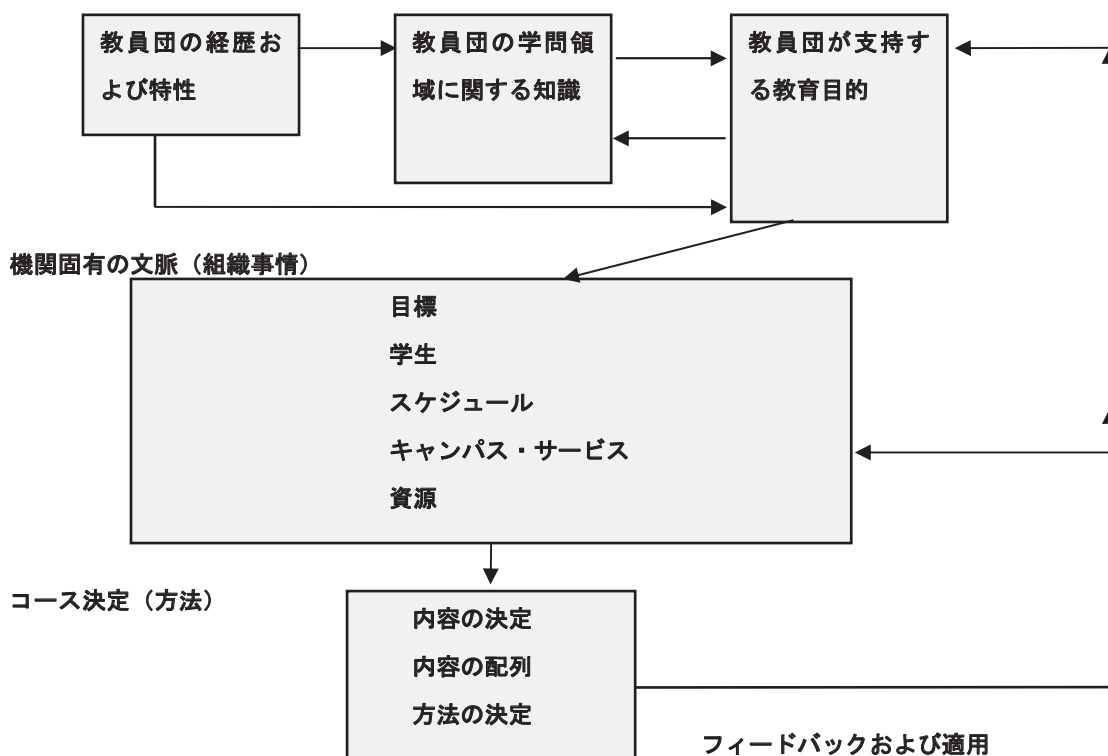 教員団の経歴お
よび特性
教員団の学問領
域に関する知識
教員団が支持す
る教育目的
機関固有の文脈（組織事情）
目標
学生
スケジュール
キャンパス・サービス
資源
コース決定（方法）
内容の決定
内容の配列
方法の決定
フィードバックおよび適用